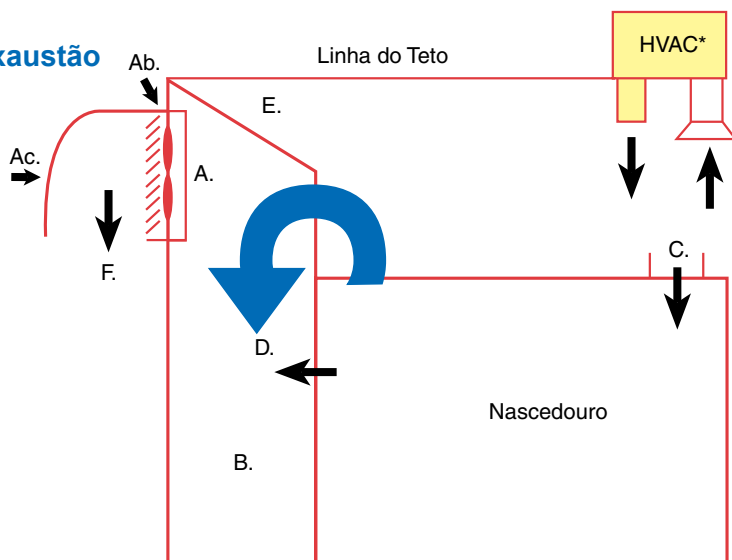 xaustão
Ab.
Linha do Teto
HVAC*
E.
Ac.
A.
F.
C.
D.
Nascedouro
B.